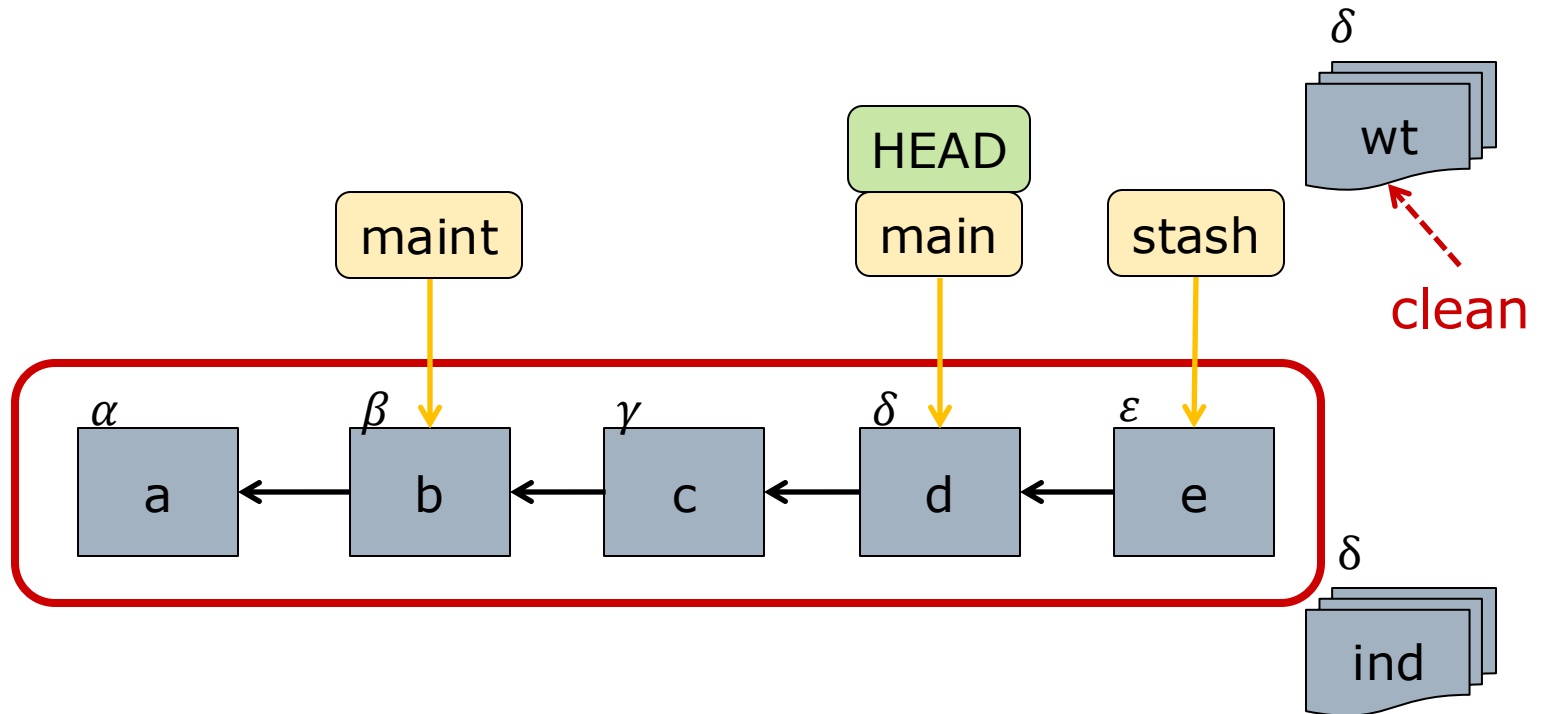 δ
wt
HEAD
maint
main
stash
clean
α
β
γ
δ
ε
a
b
c
d
e
δ
ind